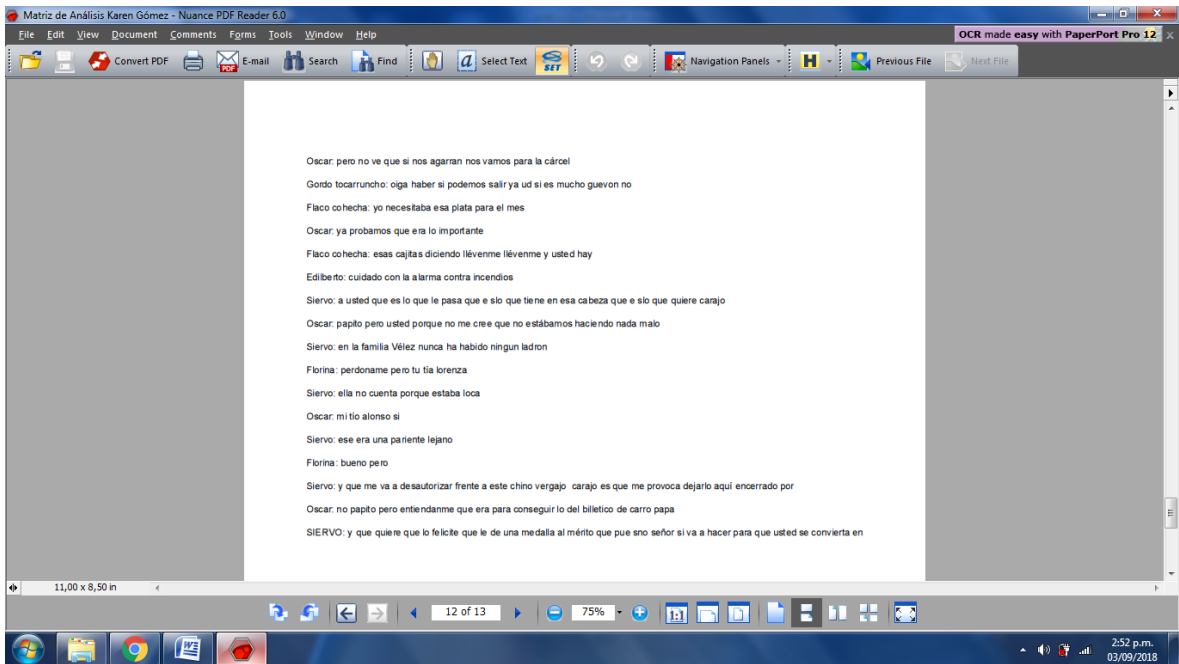 Matriz de Análisis Karen Gómez - Nuance PDF Reader 6.0
File Edit View Document Comments Forms Tools Window Help
OCR made easy with PaperPort Pro 12 x
Convert PDF E-mail Search Find Select Text SET Navigation Panels H Previous File Next File
Oscar: pero no ve que si nos agarran nos vamos para la cárcel
Gordo tocarruncho: oiga haber si podemos salir ya ud si es mucho guevon no
Flaco cohecha: yo necesitaba esa plata para el mes
Oscar: ya probamos que era lo importante
Flaco cohecha: esas cajitas diciendo llévenme llévenme y usted hay
Edilberto: cuidado con la alarma contra incendios
Siervo: a usted que es lo que le pasa que e slo que tiene en esa cabeza que e slo que quiere carajo
Oscar: papito pero usted porque no me cree que no estábamos haciendo nada malo
Siervo: en la familia Vélez nunca ha habido ningun ladron
Florina: perdoname pero tu tía lorenza
Siervo: ella no cuenta porque estaba loca
Oscar: mi tío alonso si
Siervo: ese era una pariente lejano
Florina: bueno pero
Siervo: y que me va a desautorizar frente a este chino vergajo carajo es que me provoca dejarlo aquí encerrado por
Oscar: no papito pero entiendanme que era para conseguir lo del billetico de carro papa
SIERVO: y que quiere que lo felicite que le de una medalla al mérito que pue sno señor si va a hacer para que usted se convierta en
11,00 x 8,50 in
12 of 13 75% 1:1
2:52 p.m.
03/09/2018